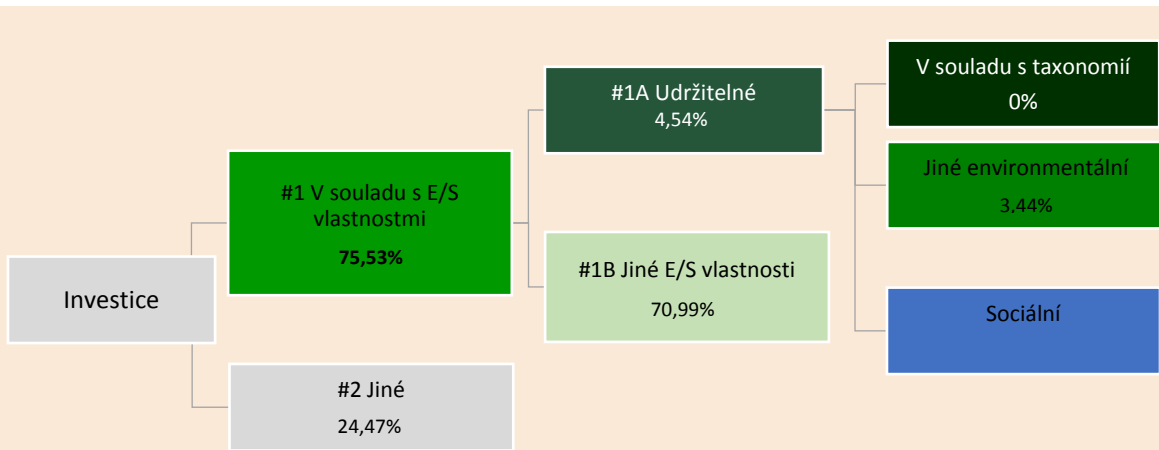 Investice
#1 V souladu s E/S
vlastnostmi
75,53%
#2 Jiné
24,47%
#1A Udržitelné
4,54%
#1B Jiné E/S vlastnosti
70,99%
V souladu s taxonomií
0%
Jiné environmentální
3,44%
Sociální